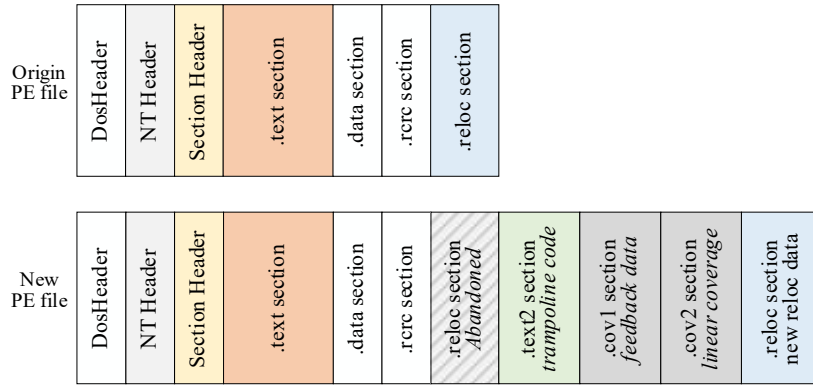 Origin
PE file
DosHeader
NT Header
Section Header
.text section
.data section
.rcrc section
.reloc section
New
PE file
DosHeader
NT Header
Section Header
.text section
.data section
.rcrc section
.reloc section
Abandoned
.text2 section
trampoline code
.cov1 section
feedback data
.cov2 section
linear coverage
.reloc section
new reloc data